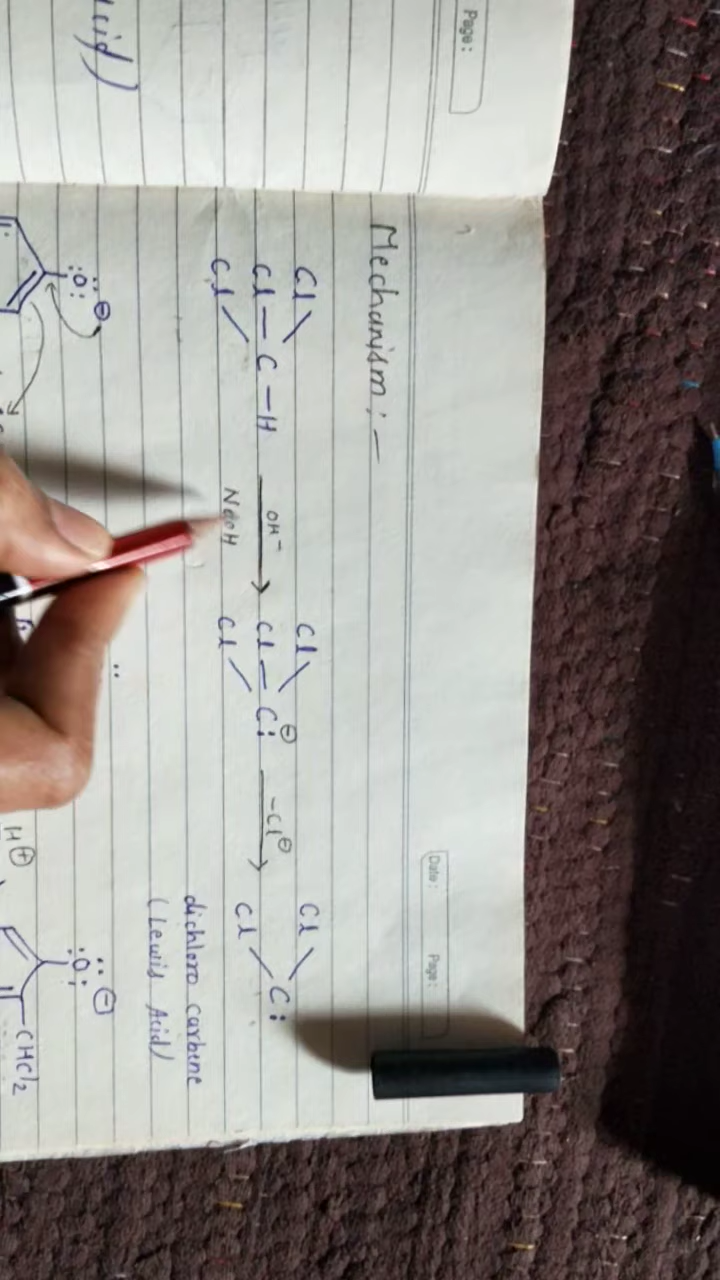 Page:
acid)
Date: Page:
Mechanism :-
Cl Cl Cl
Cl - C - H OH⁻ → Cl - C:⊖ -Cl⊖ → C:
Cl NaOH Cl Cl
dichloro carbene
(Lewis Acid)
:Ö:⊖ :Ö:⊖
H⊕ CHCl2